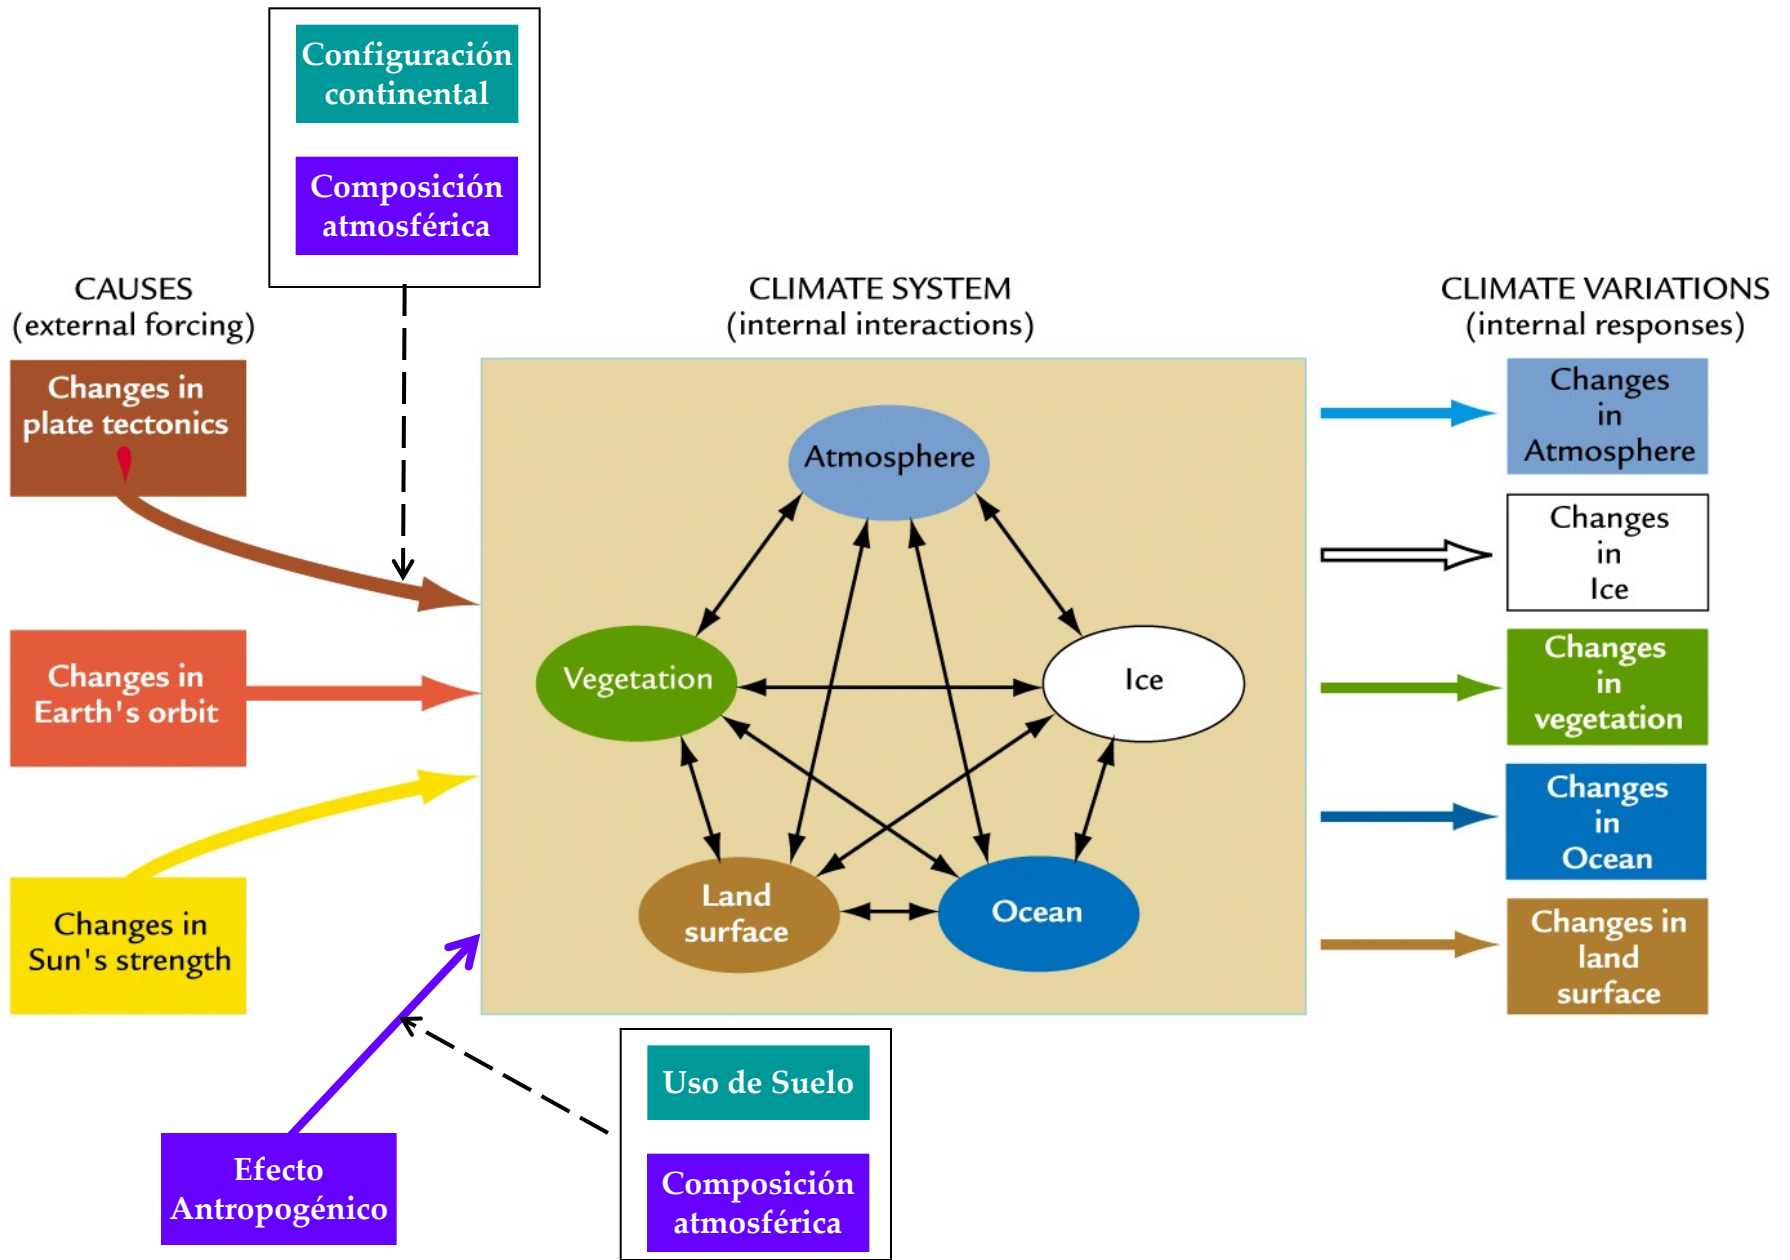 Configuración
continental
Composición
atmosférica
CAUSES
(external forcing)
Changes in
plate tectonics
Changes in
Earth's orbit
Changes in
Sun's strength
Efecto
Antropogénico
CLIMATE SYSTEM
(internal interactions)
Atmosphere
Vegetation
Ice
Land
surface
Ocean
Uso de Suelo
Composición
atmosférica
CLIMATE VARIATIONS
(internal responses)
Changes
in
Atmosphere
Changes
in
Ice
Changes
in
vegetation
Changes
in
Ocean
Changes in
land
surface